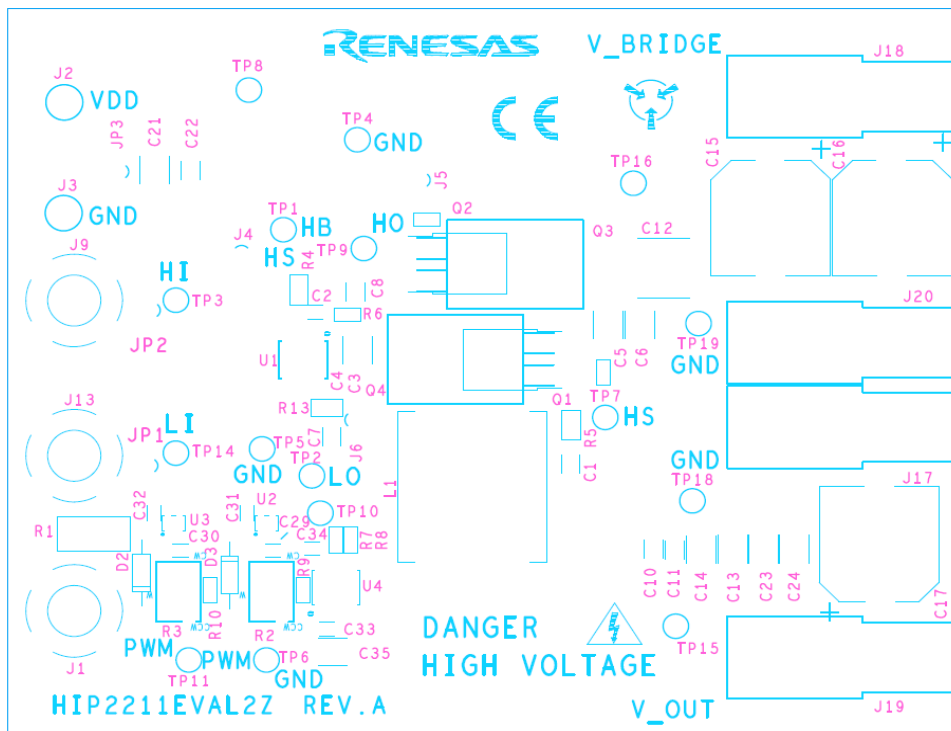 RENESAS
V_BRIDGE
J18
TP8
J2
VDD
JP3
C21
C22
TP4
GND
CE
C15
+
C16
+
TP16
J5
J3
GND
TP1
HB
HO
Q2
Q3
C12
J4
HS
TP9
R4
J9
HI
TP3
C2
C8
R6
J20
TP19
GND
JP2
U1
C4
C3
Q4
C5
C6
R13
Q1
TP7
HS
J13
JP1
LI
TP14
TP5
GND
C7
J6
TP2
LO
L1
R5
C1
GND
TP18
J17
C32
U3
C31
U2
TP10
R1
C30
C29
C34
R7
R8
D2
CW
D3
CW
R9
U4
W
W
C10
C11
C14
C13
C23
C24
C17
+
R3
CCW
R10
R2
CCW
C33
C35
DANGER
HIGH VOLTAGE
TP15
PWM
TP11
PWM
TP6
GND
J1
HIP2211EVAL2Z REV.A
V_OUT
J19